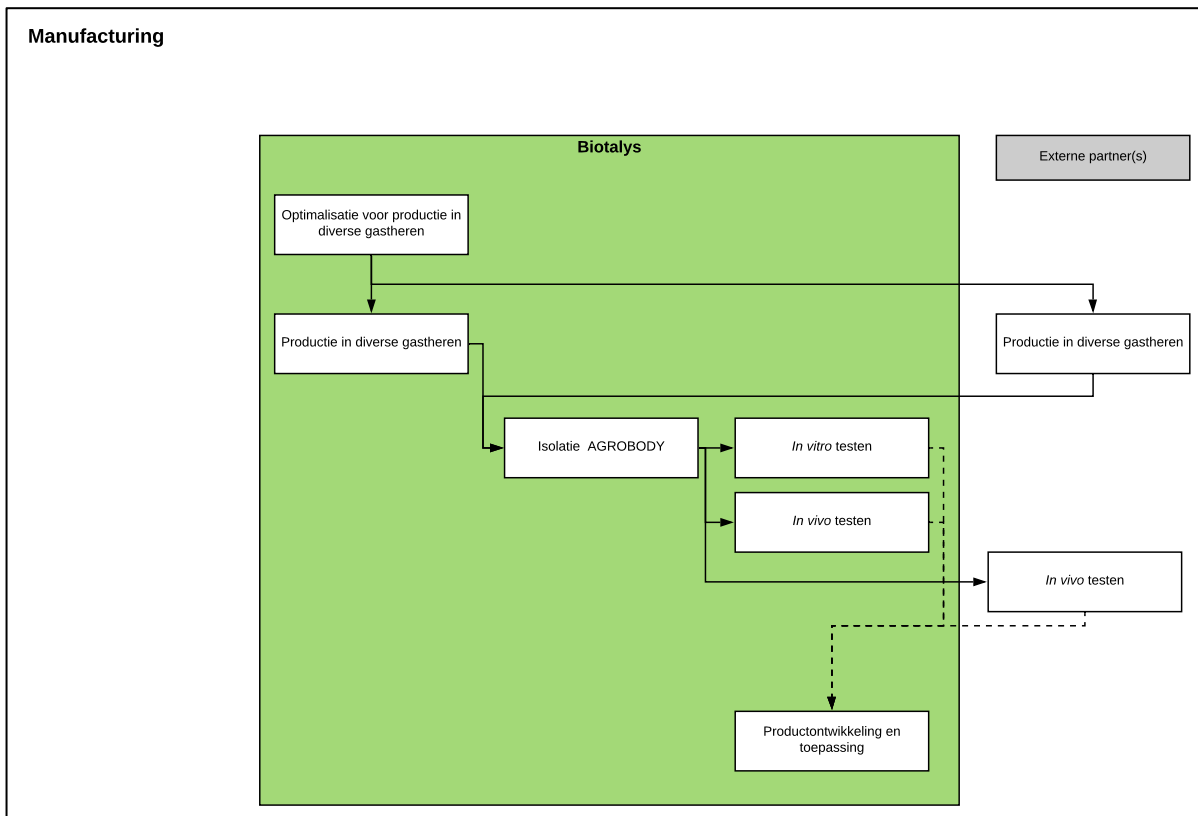 Manufacturing
Biotalys
Externe partner(s)
Optimalisatie voor productie in
diverse gastheren
Productie in diverse gastheren
Productie in diverse gastheren
Isolatie AGROBODY
In vitro testen
In vivo testen
In vivo testen
Productontwikkeling en
toepassing